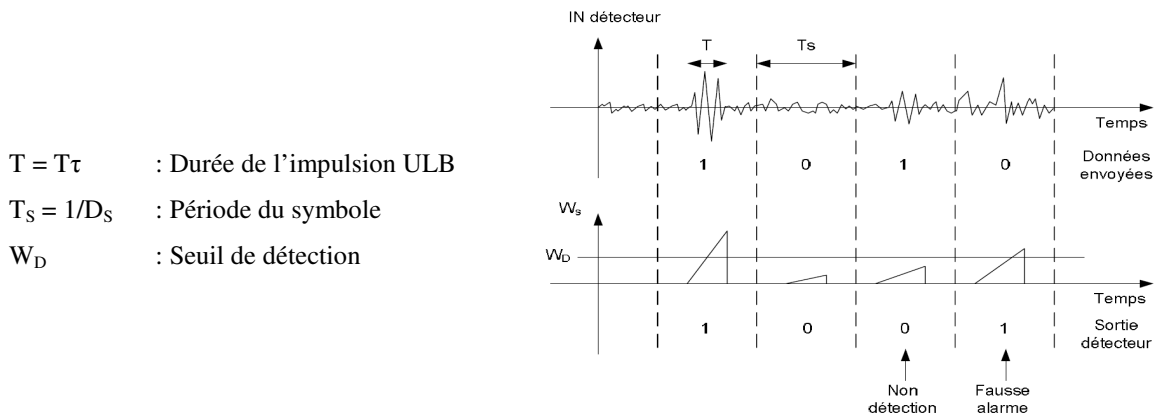 T = Tτ : Durée de l'impulsion ULB
T_S = 1/D_S : Période du symbole
W_D : Seuil de détection
IN détecteur
T Ts
Temps
1 0 1 0 Données
envoyées
W_s
W_D
Temps
1 0 0 1 Sortie
détecteur
Non Fausse
détection alarme